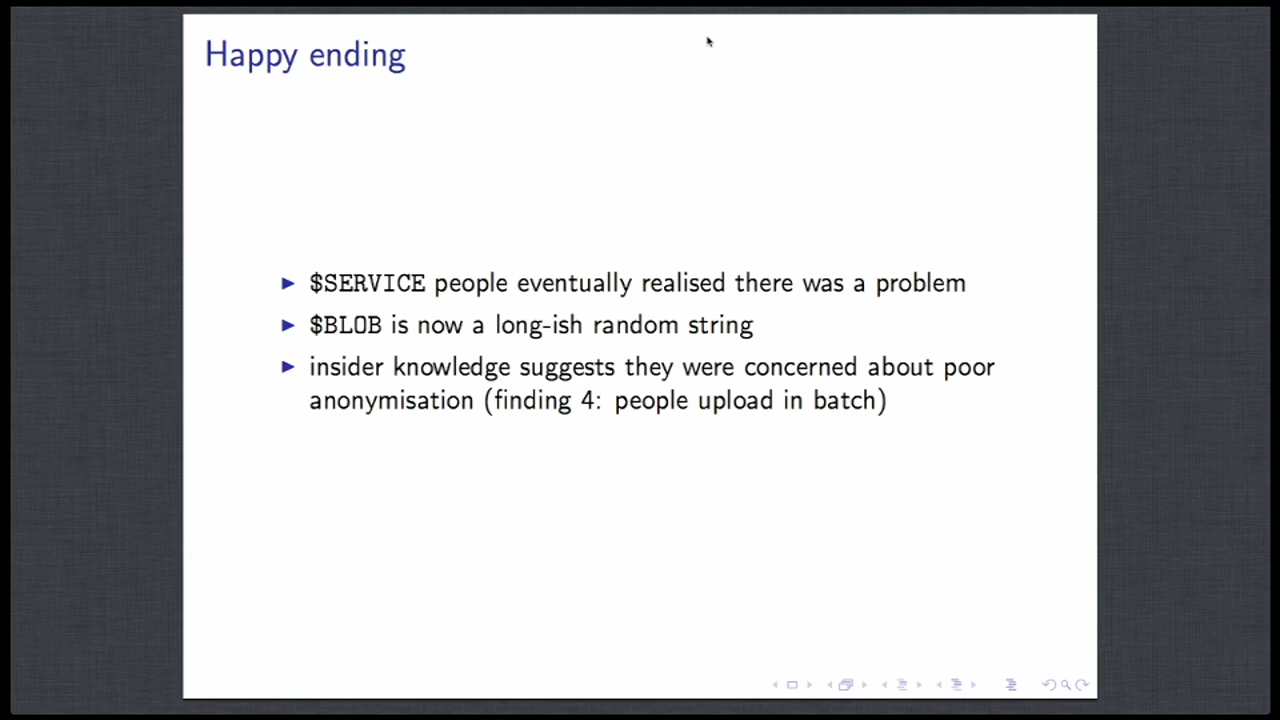 Happy ending
$SERVICE people eventually realised there was a problem
$BLOB is now a long-ish random string
insider knowledge suggests they were concerned about poor
anonymisation (finding 4: people upload in batch)